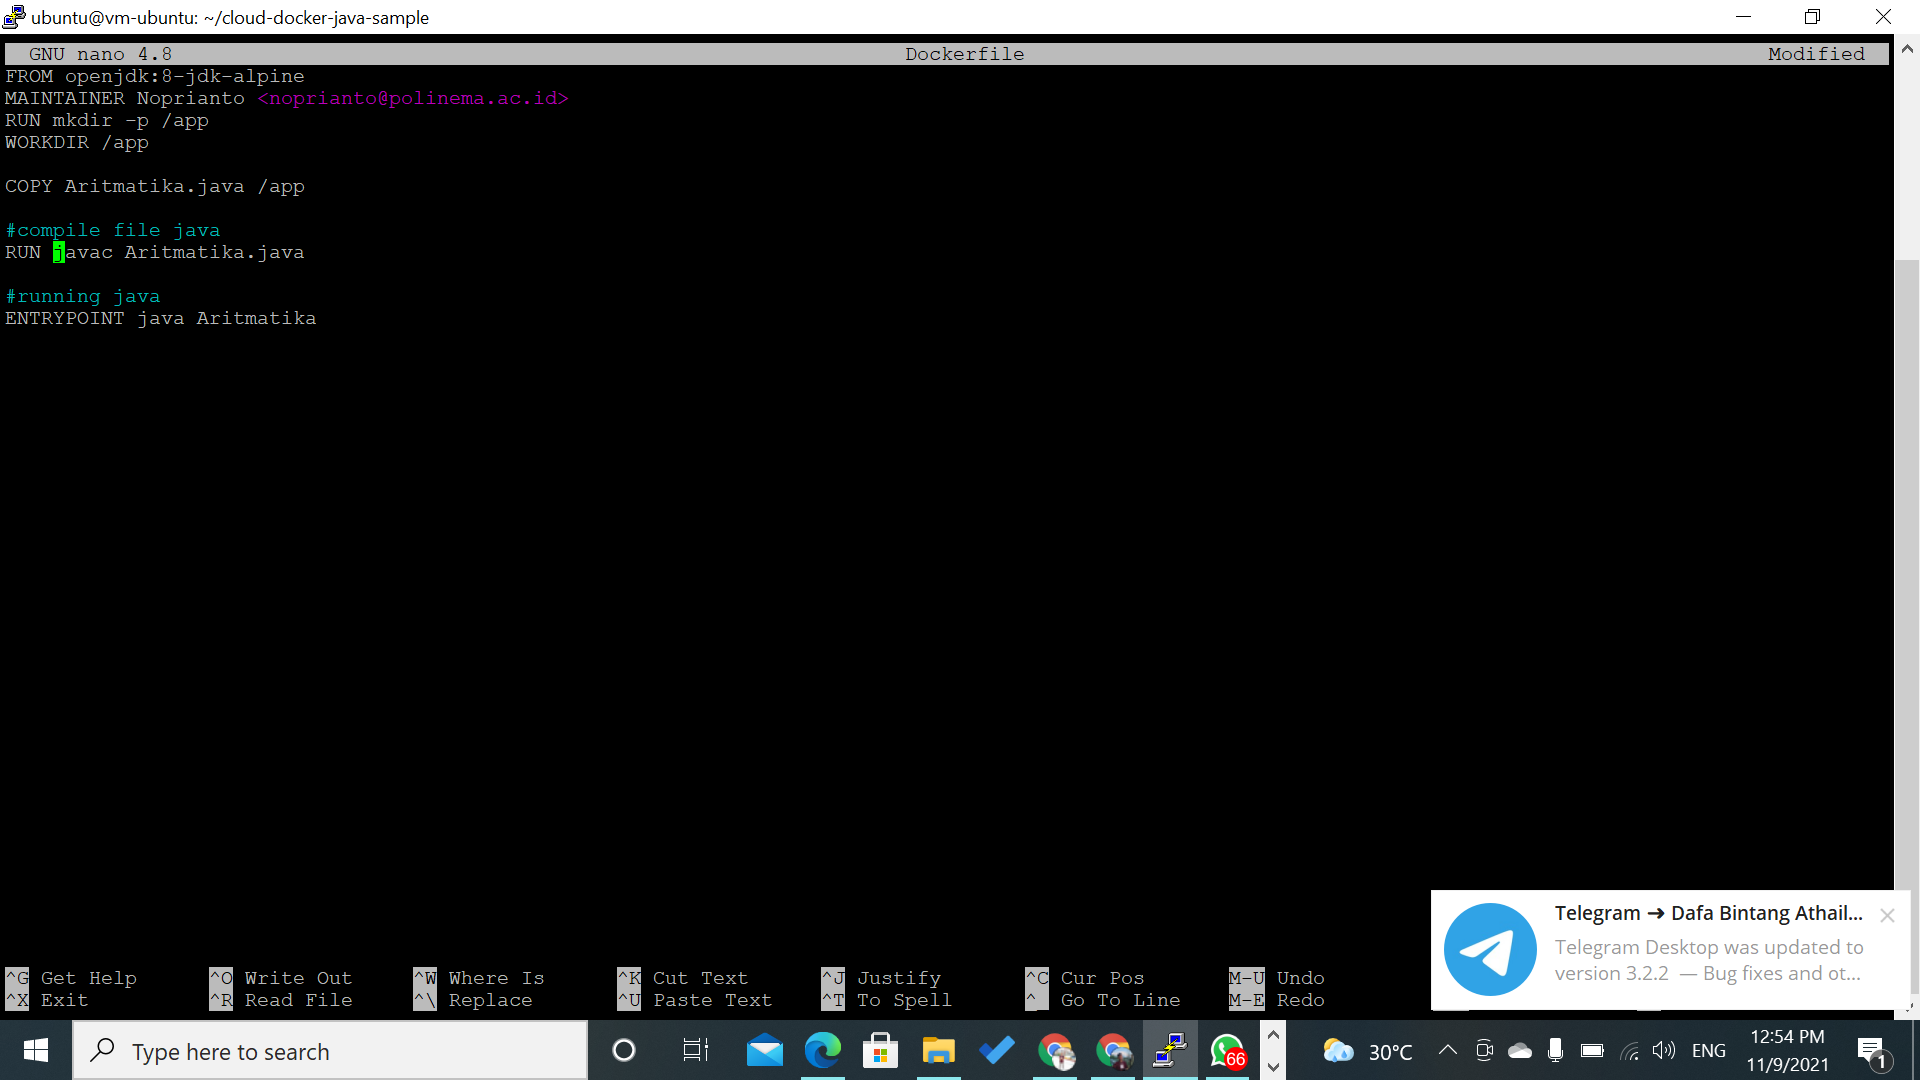 ubuntu@vm-ubuntu: ~/cloud-docker-java-sample
GNU nano 4.8 Dockerfile Modified
FROM openjdk:8-jdk-alpine
MAINTAINER Noprianto <noprianto@polinema.ac.id>
RUN mkdir -p /app
WORKDIR /app
COPY Aritmatika.java /app
#compile file java
RUN javac Aritmatika.java
#running java
ENTRYPOINT java Aritmatika
Telegram ➜ Dafa Bintang Athail...
Telegram Desktop was updated to
version 3.2.2 — Bug fixes and ot...
^G Get Help ^O Write Out ^W Where Is ^K Cut Text ^J Justify ^C Cur Pos M-U Undo
^X Exit ^R Read File ^\ Replace ^U Paste Text ^T To Spell ^_ Go To Line M-E Redo
Type here to search
66
30°C
ENG
12:54 PM
11/9/2021
1